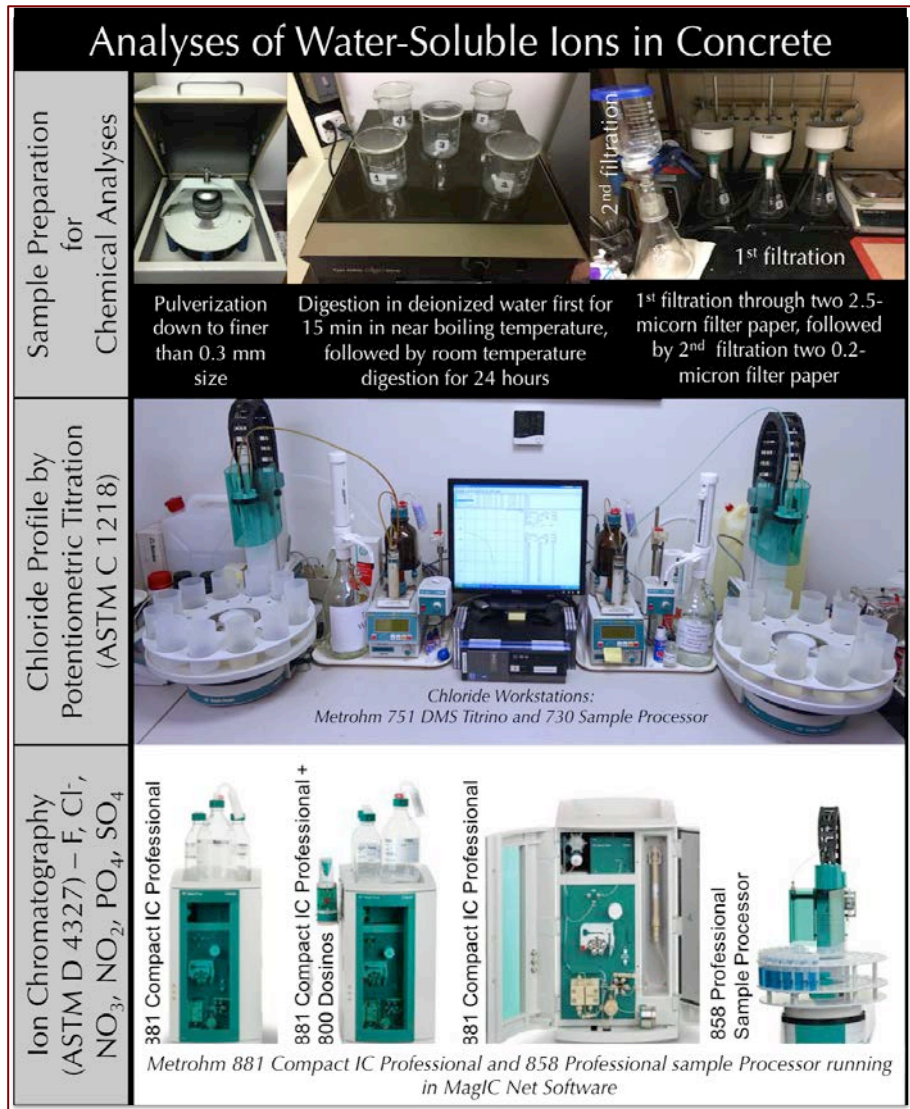 Analyses of Water-Soluble Ions in Concrete
Sample Preparation
for
Chemical Analyses
2nd filtration
1st filtration
Pulverization
down to finer
than 0.3 mm
size
Digestion in deionized water first for
15 min in near boiling temperature,
followed by room temperature
digestion for 24 hours
1st filtration through two 2.5-
micorn filter paper, followed
by 2nd filtration two 0.2-
micron filter paper
Chloride Profile by
Potentiometric Titration
(ASTM C 1218)
Chloride Workstations:
Metrohm 751 DMS Titrino and 730 Sample Processor
Ion Chromatography
(ASTM D 4327) – F, Cl-,
NO3, NO2, PO4, SO4
881 Compact IC Professional
881 Compact IC Professional +
800 Dosinos
881 Compact IC Professional
858 Professional
Sample Processor
Metrohm 881 Compact IC Professional and 858 Professional sample Processor running
in MagIC Net Software